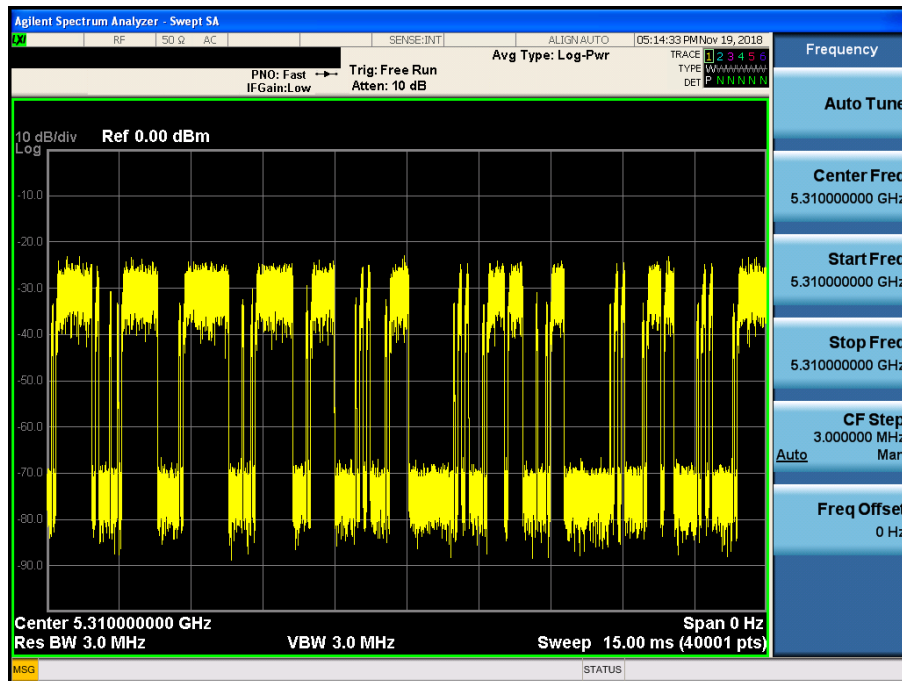 Agilent Spectrum Analyzer - Swept SA
LXI RF 50 Ω AC SENSE:INT ALIGN AUTO 05:14:33 PM Nov 19, 2018
Frequency
Avg Type: Log-Pwr
TRACE 1 2 3 4 5 6
PNO: Fast Trig: Free Run
TYPE WWWWWW
IFGain:Low Atten: 10 dB
DET P N N N N N
Auto Tune
10 dB/div Ref 0.00 dBm
Log
Center Freq
5.310000000 GHz
-10.0
-20.0
Start Freq
5.310000000 GHz
-30.0
Stop Freq
5.310000000 GHz
-40.0
-50.0
CF Step
3.000000 MHz
Auto Man
-60.0
-70.0
Freq Offset
0 Hz
-80.0
-90.0
Center 5.310000000 GHz Span 0 Hz
Res BW 3.0 MHz VBW 3.0 MHz Sweep 15.00 ms (40001 pts)
MSG STATUS